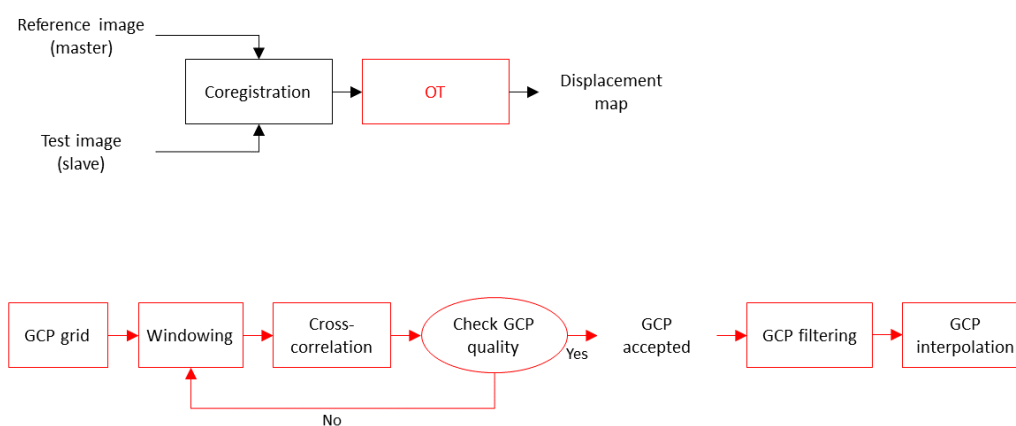 Reference image
(master)
Coregistration
OT
Displacement
map
Test image
(slave)
GCP grid
Windowing
Cross-
correlation
Check GCP
quality
Yes
GCP
accepted
GCP filtering
GCP
interpolation
No